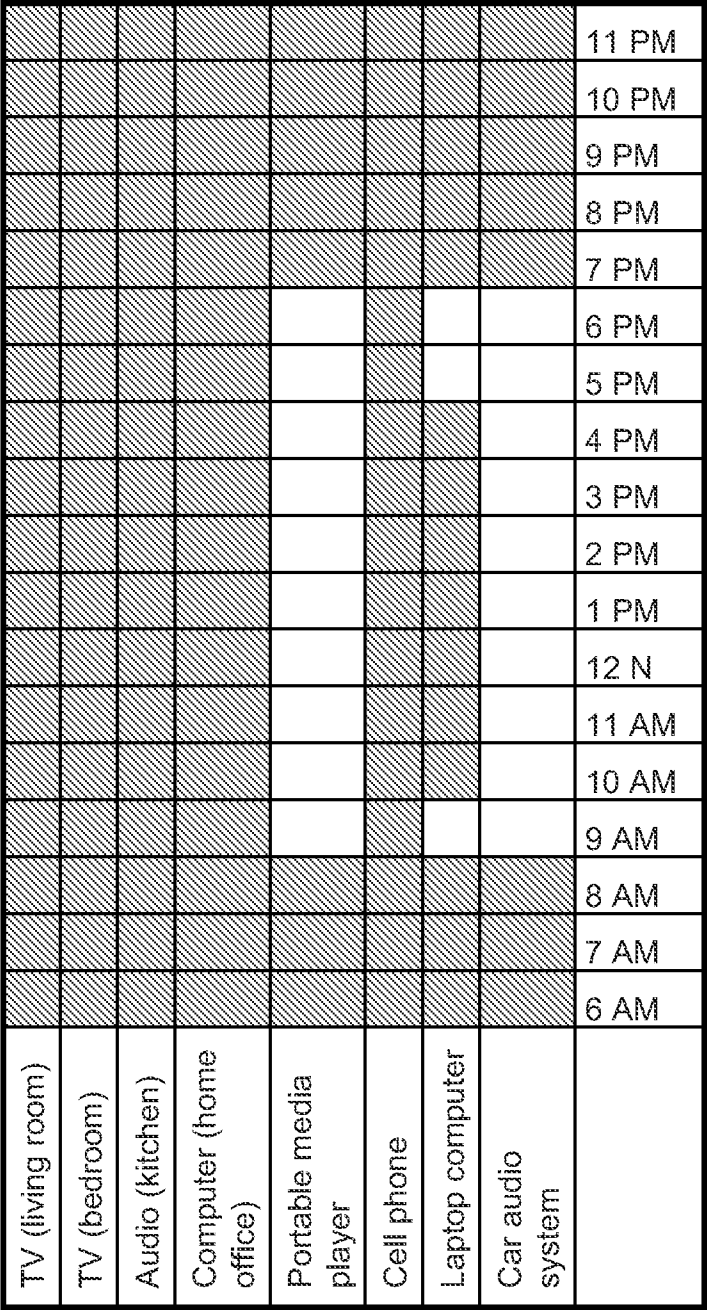 11 PM
10 PM
9 PM
8 PM
7 PM
6 PM
5 PM
4 PM
3 PM
2 PM
1 PM
12 N
11 AM
10 AM
9 AM
8 AM
7 AM
6 AM
TV (living room)
TV (bedroom)
Audio (kitchen)
Computer (home
office)
Portable media
player
Cell phone
Laptop computer
Car audio
system